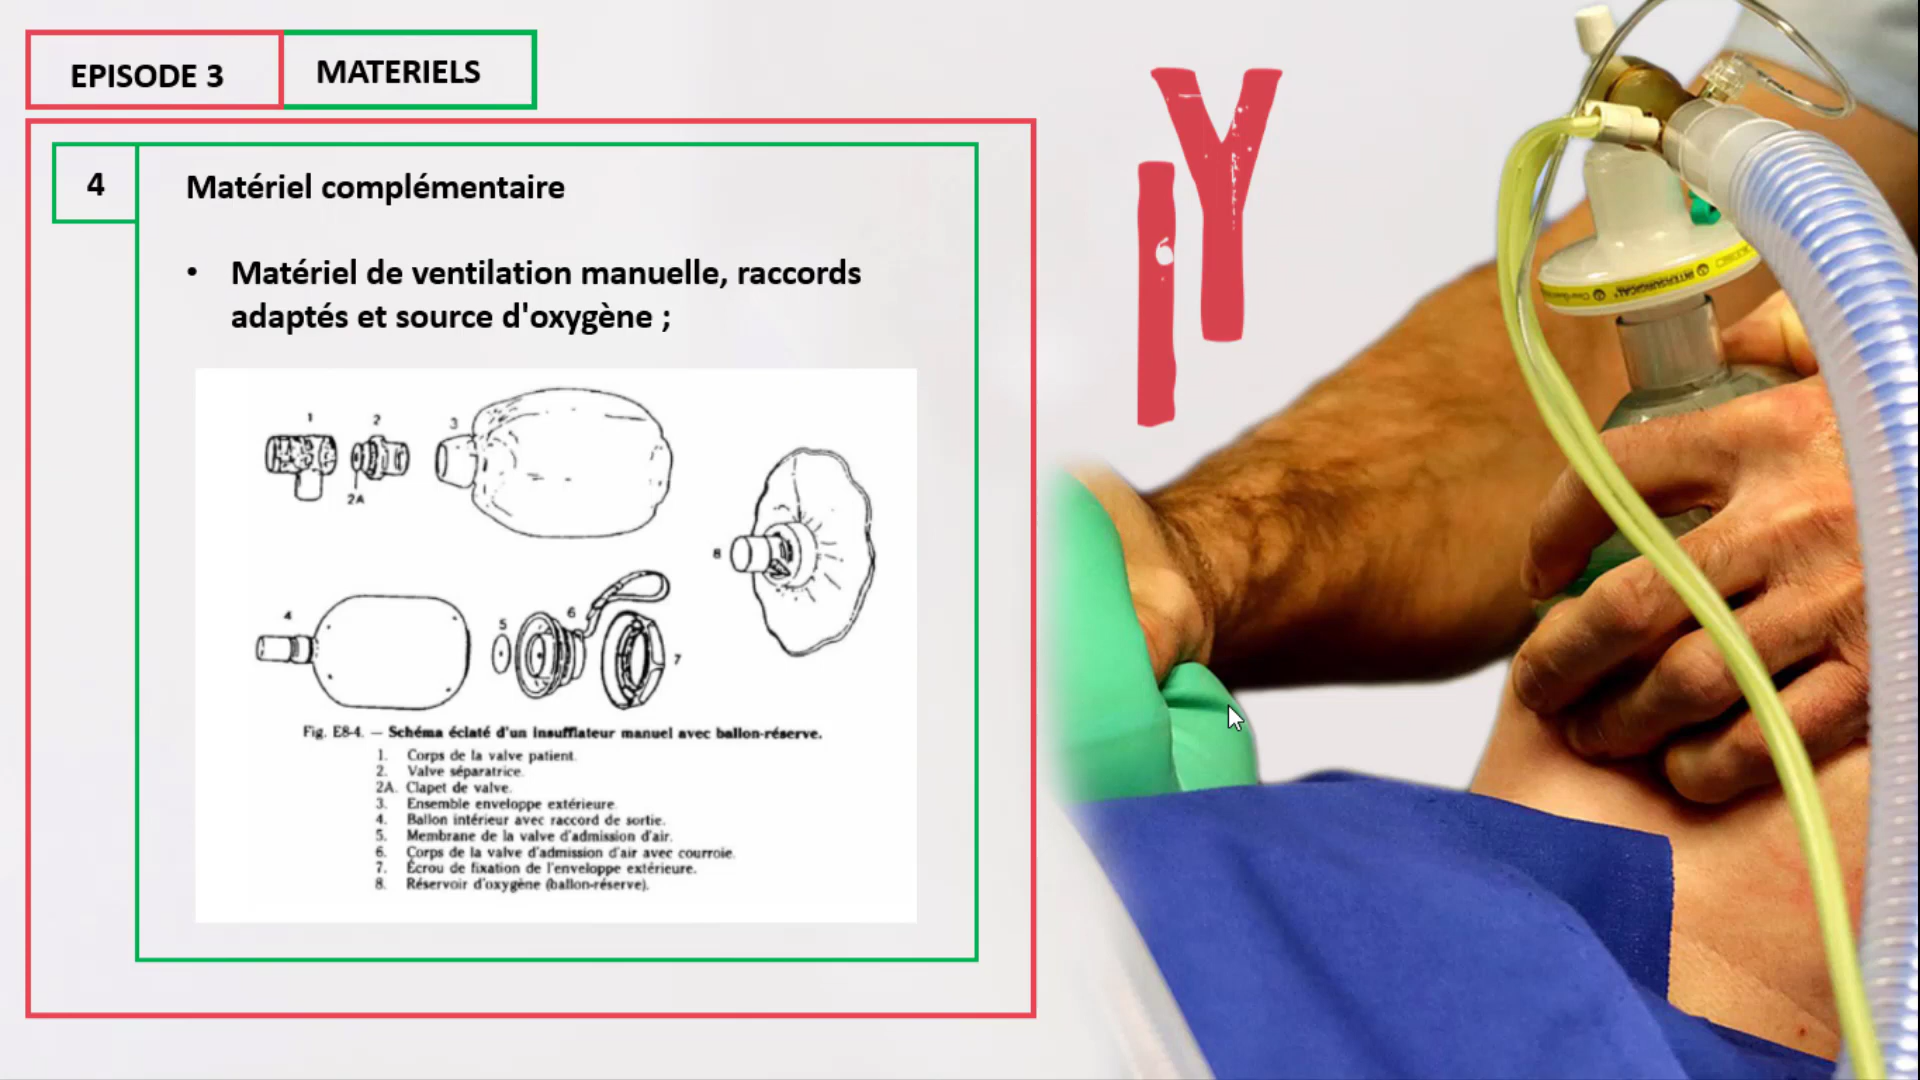 EPISODE 3
MATERIELS
4
Matériel complémentaire
• Matériel de ventilation manuelle, raccords
adaptés et source d'oxygène ;
1
2
3
2A
8
4
5
6
7
Fig. E8-4. — Schéma éclaté d'un insufflateur manuel avec ballon-réserve.
1. Corps de la valve patient.
2. Valve séparatrice.
2A. Clapet de valve.
3. Ensemble enveloppe extérieure.
4. Ballon intérieur avec raccord de sortie.
5. Membrane de la valve d'admission d'air.
6. Corps de la valve d'admission d'air avec courroie.
7. Écrou de fixation de l'enveloppe extérieure.
8. Réservoir d'oxygène (ballon-réserve).
Y
INTERSURGICAL